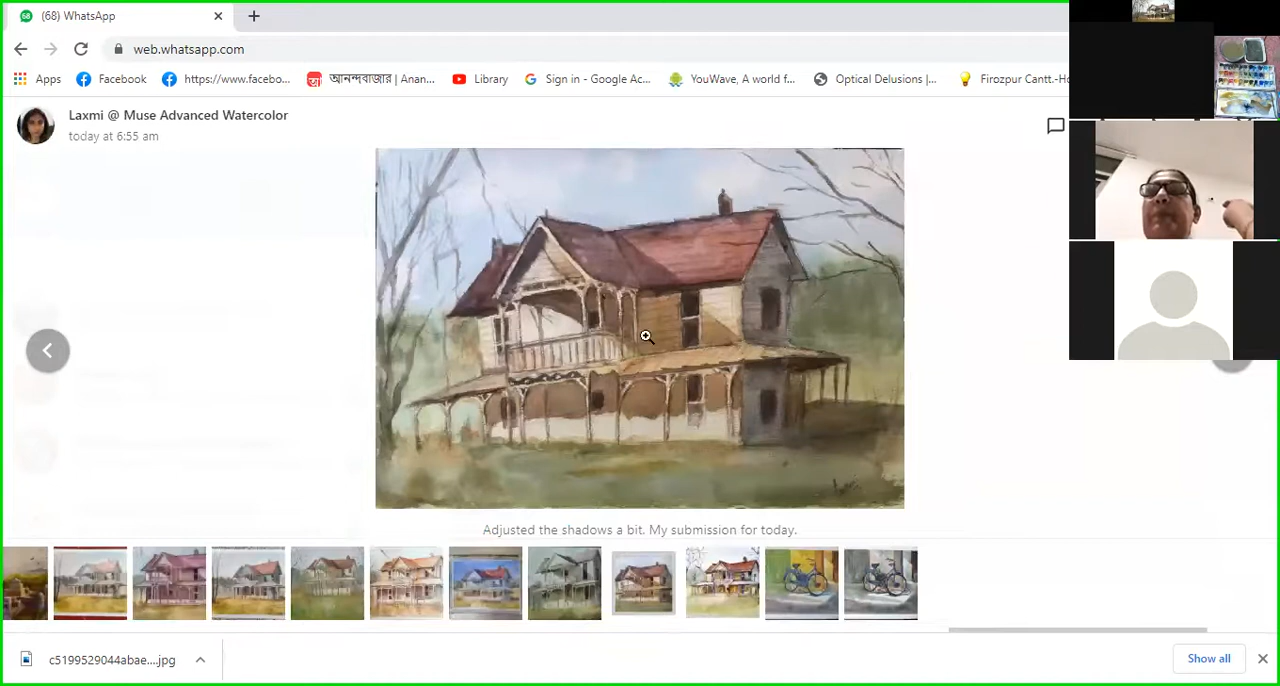 (68) WhatsApp
web.whatsapp.com
Apps
Facebook
https://www.facebo...
আনন্দবাজার | Anan...
Library
Sign in - Google Ac...
YouWave, A world f...
Optical Delusions |...
Firozpur Cantt.-Ho
Laxmi @ Muse Advanced Watercolor
today at 6:55 am
Adjusted the shadows a bit. My submission for today.
c5199529044abae....jpg
Show all